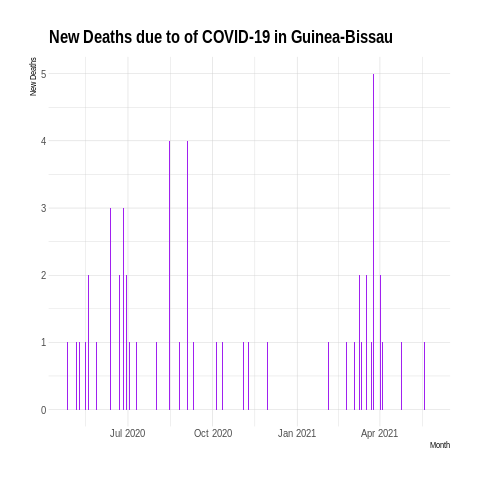 New Deaths due to of COVID-19 in Guinea-Bissau
New Deaths
5
4
3
2
1
0
Jul 2020 Oct 2020 Jan 2021 Apr 2021
Month